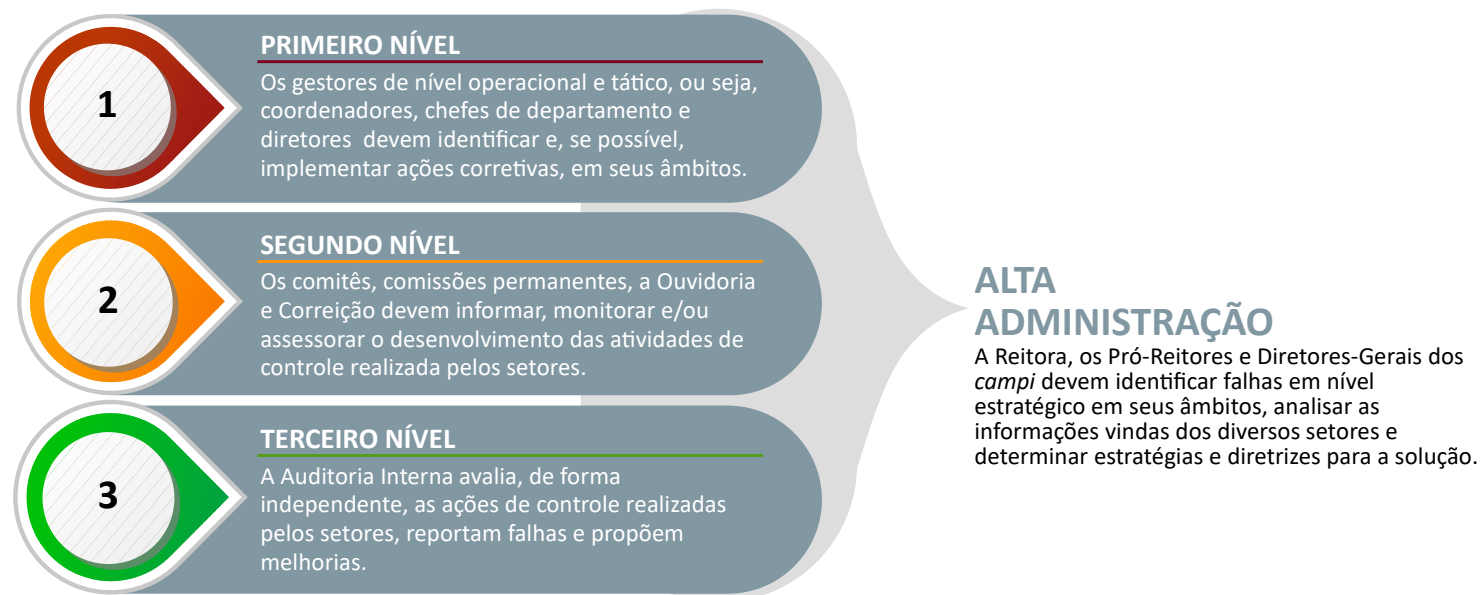 1
PRIMEIRO NÍVEL
Os gestores de nível operacional e tático, ou seja,
coordenadores, chefes de departamento e
diretores devem identificar e, se possível,
implementar ações corretivas, em seus âmbitos.
2
SEGUNDO NÍVEL
Os comitês, comissões permanentes, a Ouvidoria
e Correição devem informar, monitorar e/ou
assessorar o desenvolvimento das atividades de
controle realizada pelos setores.
3
TERCEIRO NÍVEL
A Auditoria Interna avalia, de forma
independente, as ações de controle realizadas
pelos setores, reportam falhas e propõem
melhorias.
ALTA
ADMINISTRAÇÃO
A Reitora, os Pró-Reitores e Diretores-Gerais dos
campi devem identificar falhas em nível
estratégico em seus âmbitos, analisar as
informações vindas dos diversos setores e
determinar estratégias e diretrizes para a solução.